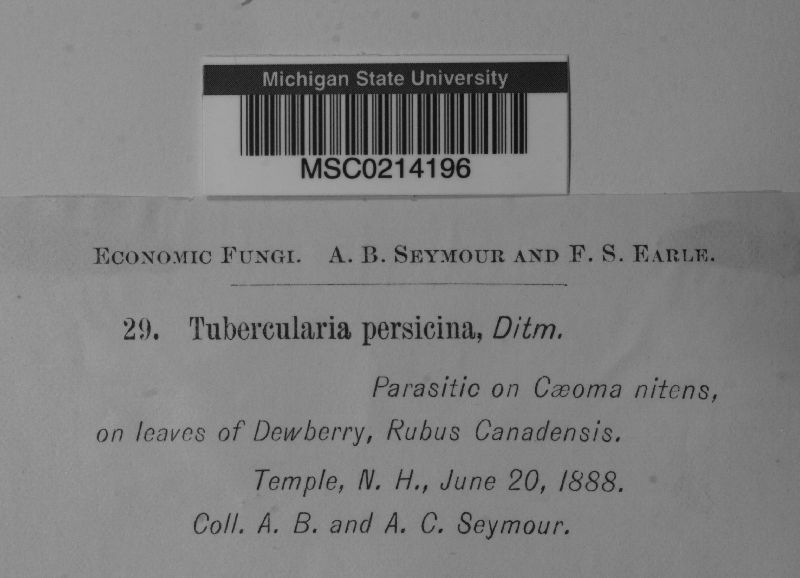 Michigan State University
MSC0214196
Economic Fungi. A. B. Seymour and F. S. Earle.
29. Tubercularia persicina, Ditm.
Parasitic on Cæoma nitens,
on leaves of Dewberry, Rubus Canadensis.
Temple, N. H., June 20, 1888.
Coll. A. B. and A. C. Seymour.